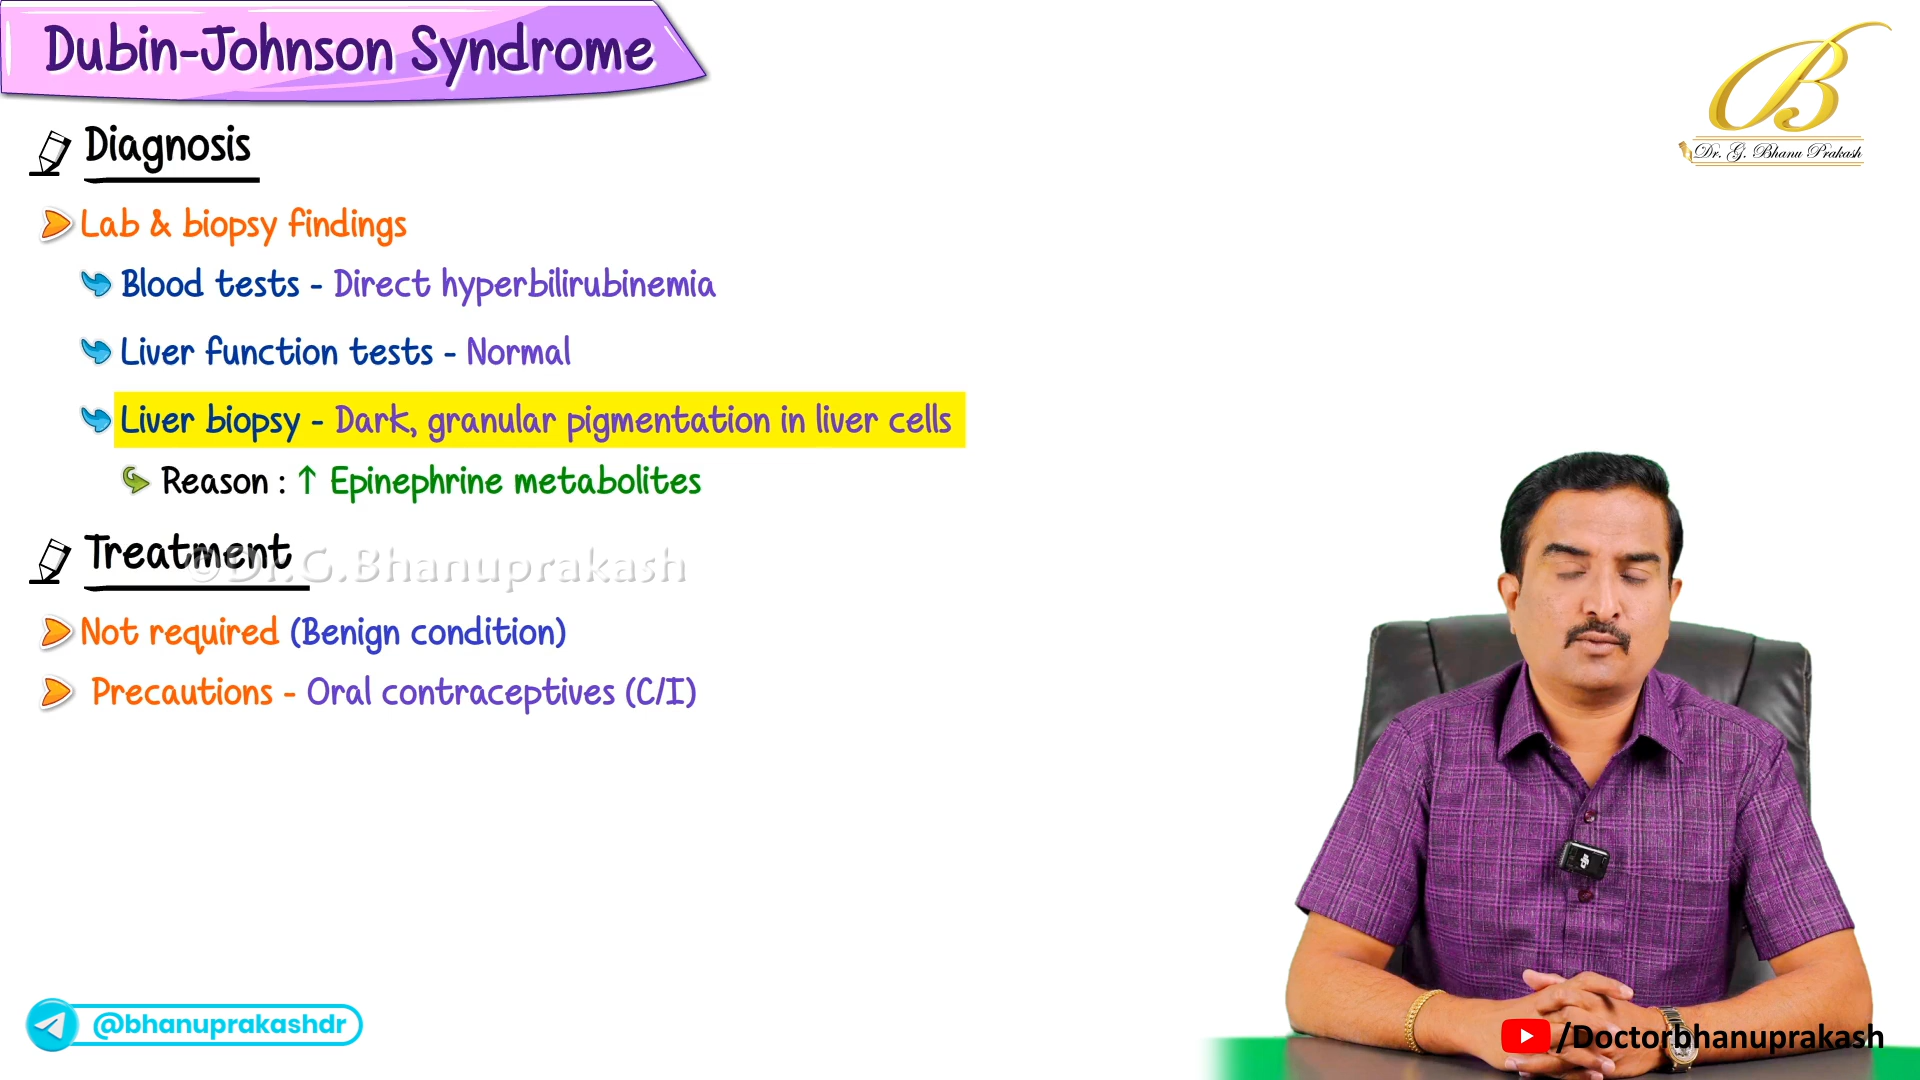 Dubin-Johnson Syndrome
Dr. G. Bhanu Prakash
Diagnosis
Lab & biopsy findings
Blood tests - Direct hyperbilirubinemia
Liver function tests - Normal
Liver biopsy - Dark, granular pigmentation in liver cells
Reason : ↑ Epinephrine metabolites
Treatment
©Dr.G.Bhanuprakash
Not required (Benign condition)
Precautions - Oral contraceptives (C/I)
@bhanuprakashdr
/Doctorbhanuprakash